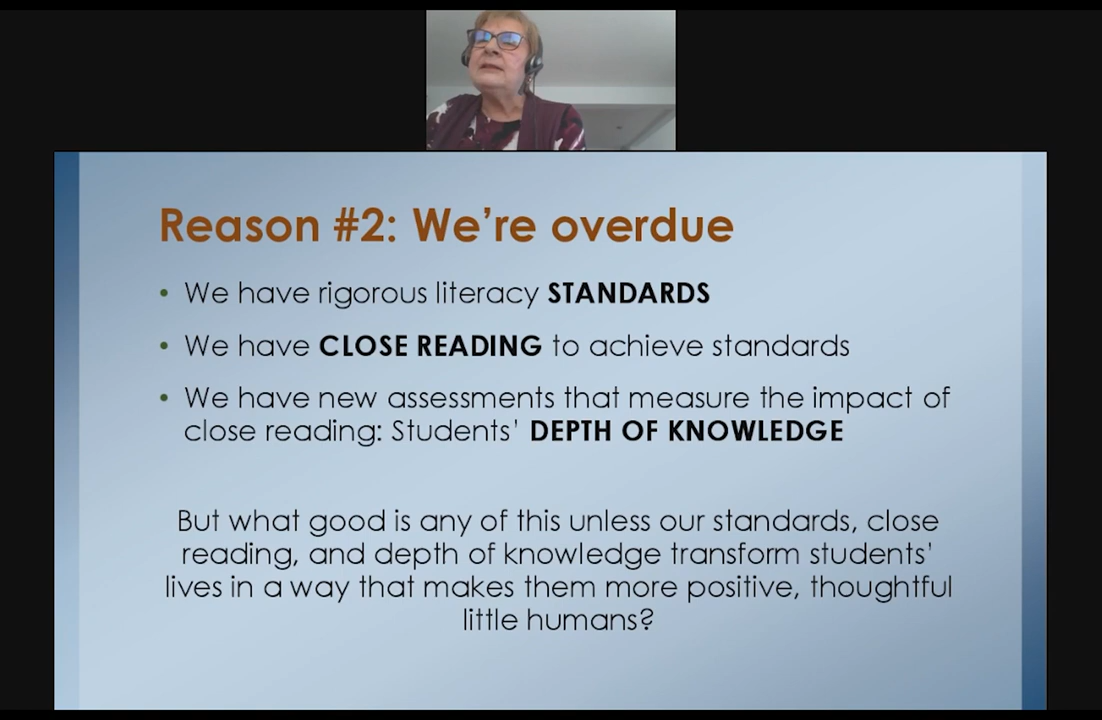 Reason #2: We’re overdue
• We have rigorous literacy STANDARDS
• We have CLOSE READING to achieve standards
• We have new assessments that measure the impact of
close reading: Students' DEPTH OF KNOWLEDGE
But what good is any of this unless our standards, close
reading, and depth of knowledge transform students'
lives in a way that makes them more positive, thoughtful
little humans?